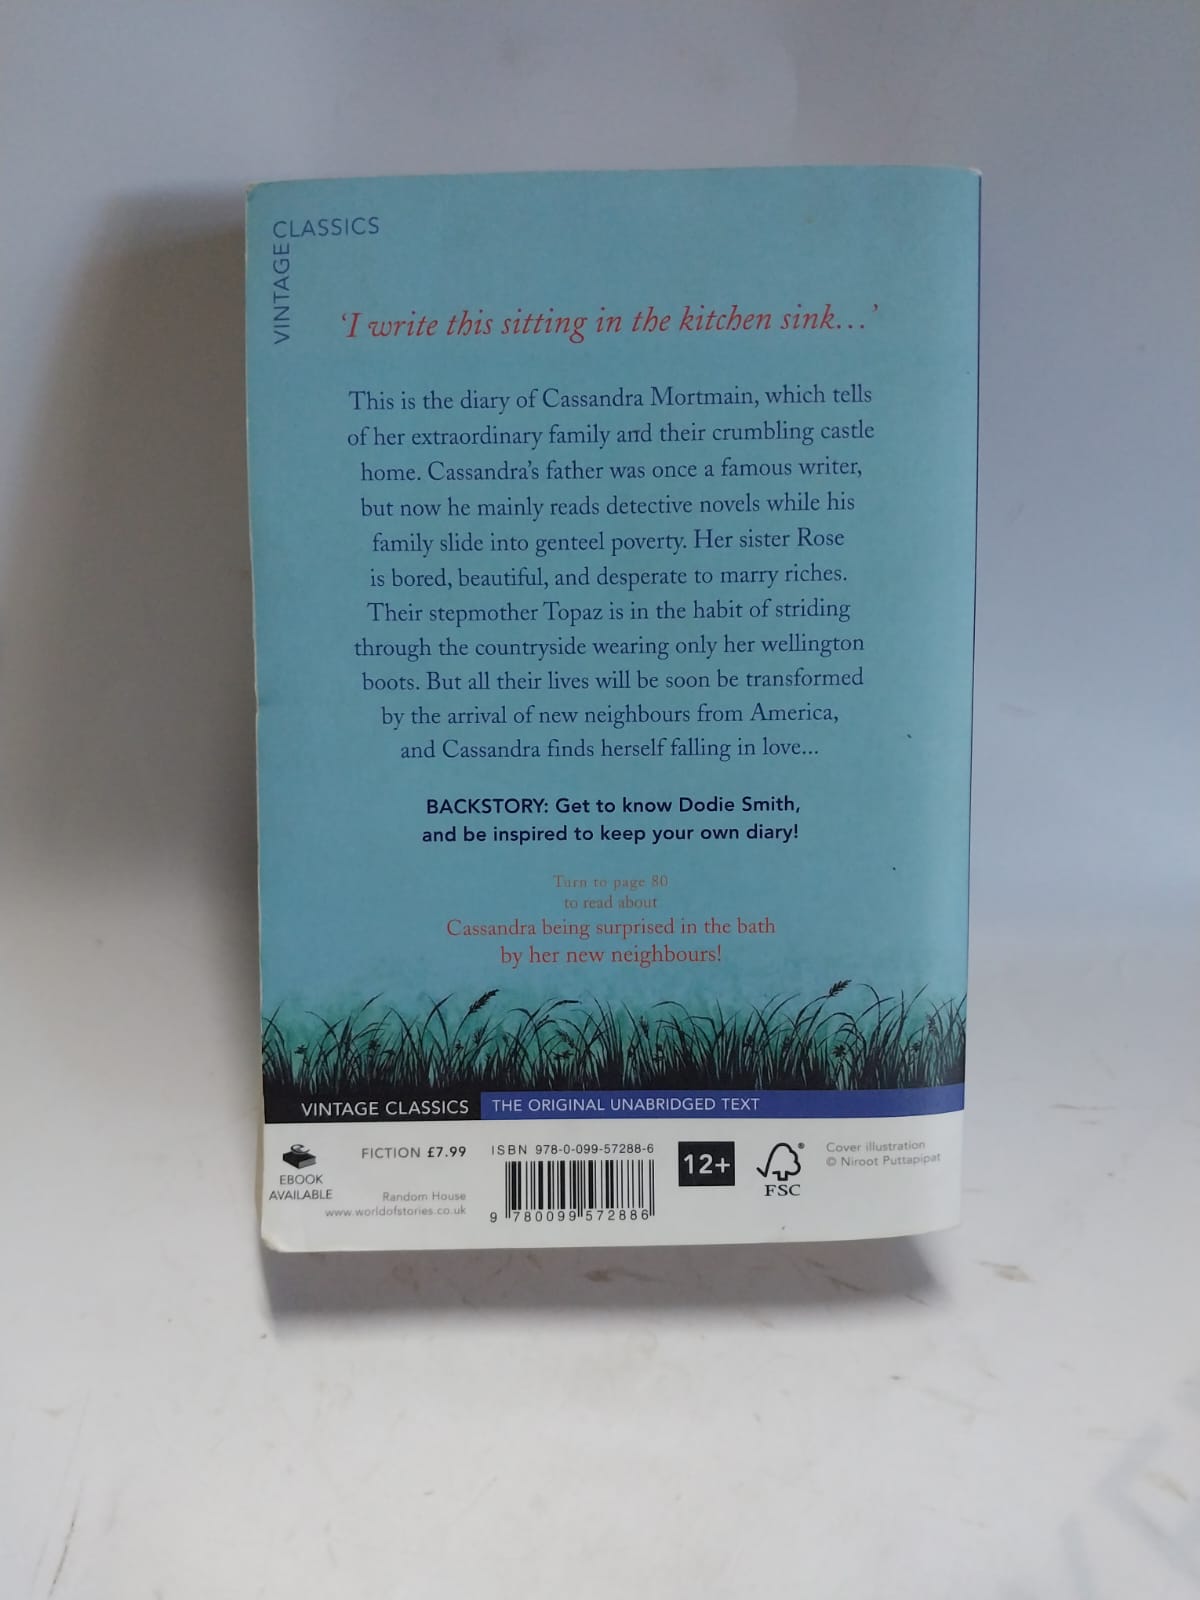 VINTAGE CLASSICS
‘I write this sitting in the kitchen sink...’
This is the diary of Cassandra Mortmain, which tells
of her extraordinary family and their crumbling castle
home. Cassandra’s father was once a famous writer,
but now he mainly reads detective novels while his
family slide into genteel poverty. Her sister Rose
is bored, beautiful, and desperate to marry riches.
Their stepmother Topaz is in the habit of striding
through the countryside wearing only her wellington
boots. But all their lives will be soon be transformed
by the arrival of new neighbours from America,
and Cassandra finds herself falling in love...
BACKSTORY: Get to know Dodie Smith,
and be inspired to keep your own diary!
Turn to page 80
to read about
Cassandra being surprised in the bath
by her new neighbours!
VINTAGE CLASSICS THE ORIGINAL UNABRIDGED TEXT
EBOOK
AVAILABLE
FICTION £7.99
Random House
www.worldofstories.co.uk
ISBN 978-0-099-57288-6
9 780099 572886
12+
FSC
Cover illustration
© Niroot Puttapipat